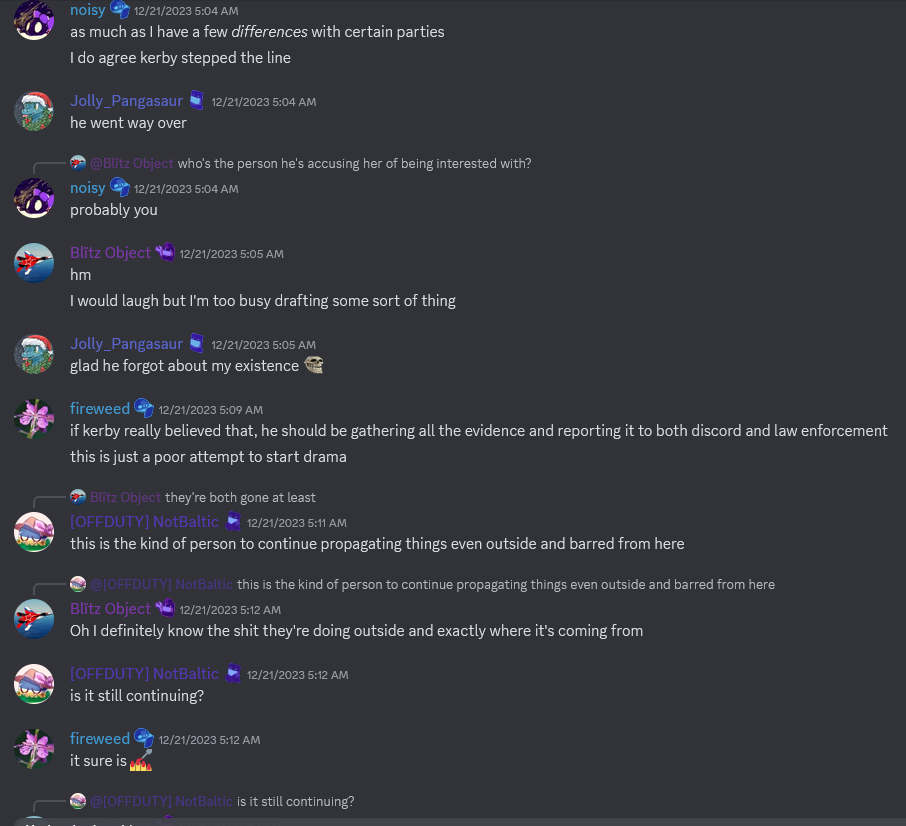 noisy 12/21/2023 5:04 AM
as much as I have a few differences with certain parties
I do agree kerby stepped the line
Jolly_Pangasaur 12/21/2023 5:04 AM
he went way over
@Blïtz Object who's the person he's accusing her of being interested with?
noisy 12/21/2023 5:04 AM
probably you
Blïtz Object 12/21/2023 5:05 AM
hm
I would laugh but I'm too busy drafting some sort of thing
Jolly_Pangasaur 12/21/2023 5:05 AM
glad he forgot about my existence
fireweed 12/21/2023 5:09 AM
if kerby really believed that, he should be gathering all the evidence and reporting it to both discord and law enforcement
this is just a poor attempt to start drama
Blïtz Object they're both gone at least
[OFFDUTY] NotBaltic 12/21/2023 5:11 AM
this is the kind of person to continue propagating things even outside and barred from here
@[OFFDUTY] NotBaltic this is the kind of person to continue propagating things even outside and barred from here
Blïtz Object 12/21/2023 5:12 AM
Oh I definitely know the shit they're doing outside and exactly where it's coming from
[OFFDUTY] NotBaltic 12/21/2023 5:12 AM
is it still continuing?
fireweed 12/21/2023 5:12 AM
it sure is
@[OFFDUTY] NotBaltic is it still continuing?